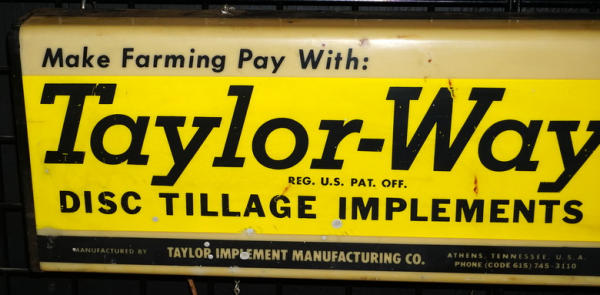 Make Farming Pay With:
Taylor-Way
REG. U.S. PAT. OFF.
DISC TILLAGE IMPLEMENTS
MANUFACTURED BY TAYLOR IMPLEMENT MANUFACTURING CO. ATHENS, TENNESSEE, U.S.A.
PHONE (CODE 615) 745-3110